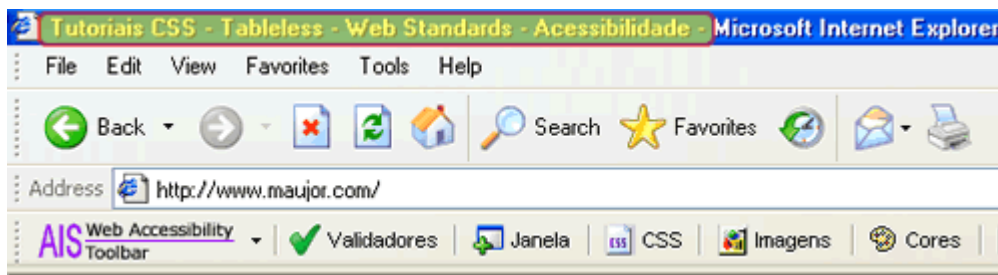 Tutoriais CSS - Tableless - Web Standards - Acessibilidade - Microsoft Internet Explorer
File Edit View Favorites Tools Help
Back Search Favorites
Address http://www.maujor.com/
AIS Web Accessibility Toolbar Validadores Janela CSS Imagens Cores